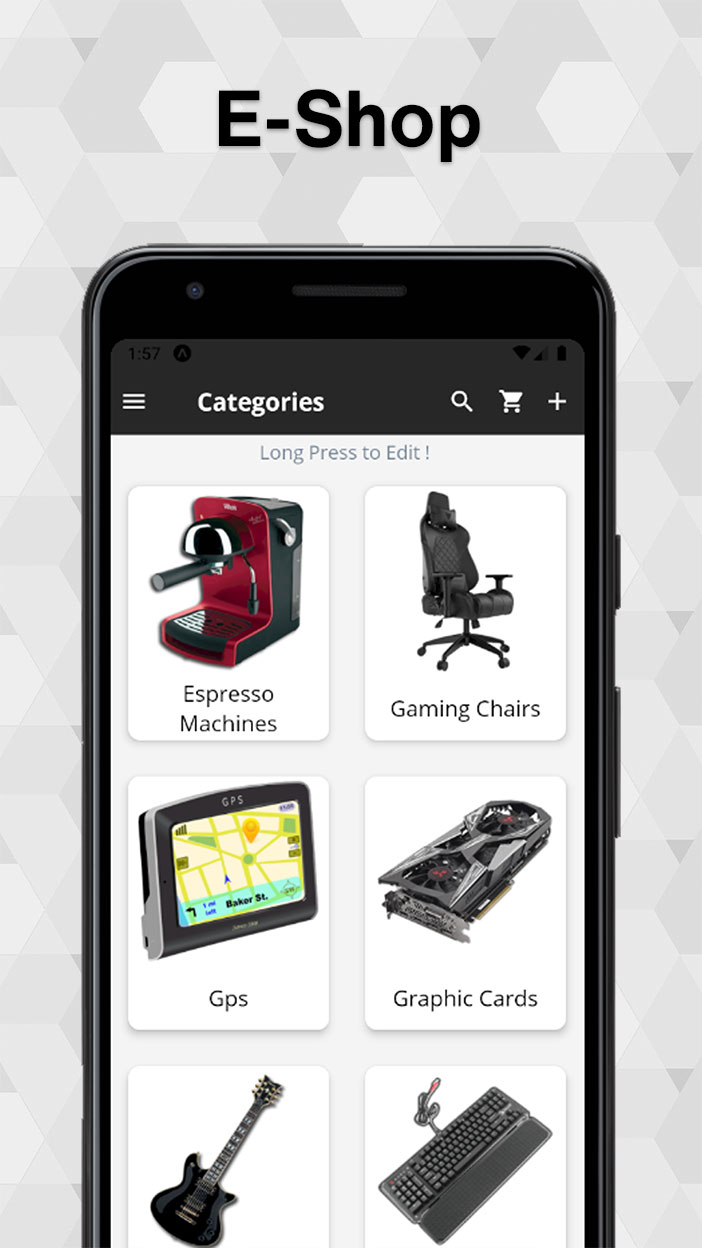 E-Shop
1:57
Categories
Long Press to Edit !
Espresso
Machines
Gaming Chairs
GPS
1 mi
left
Baker St.
Gps
Graphic Cards